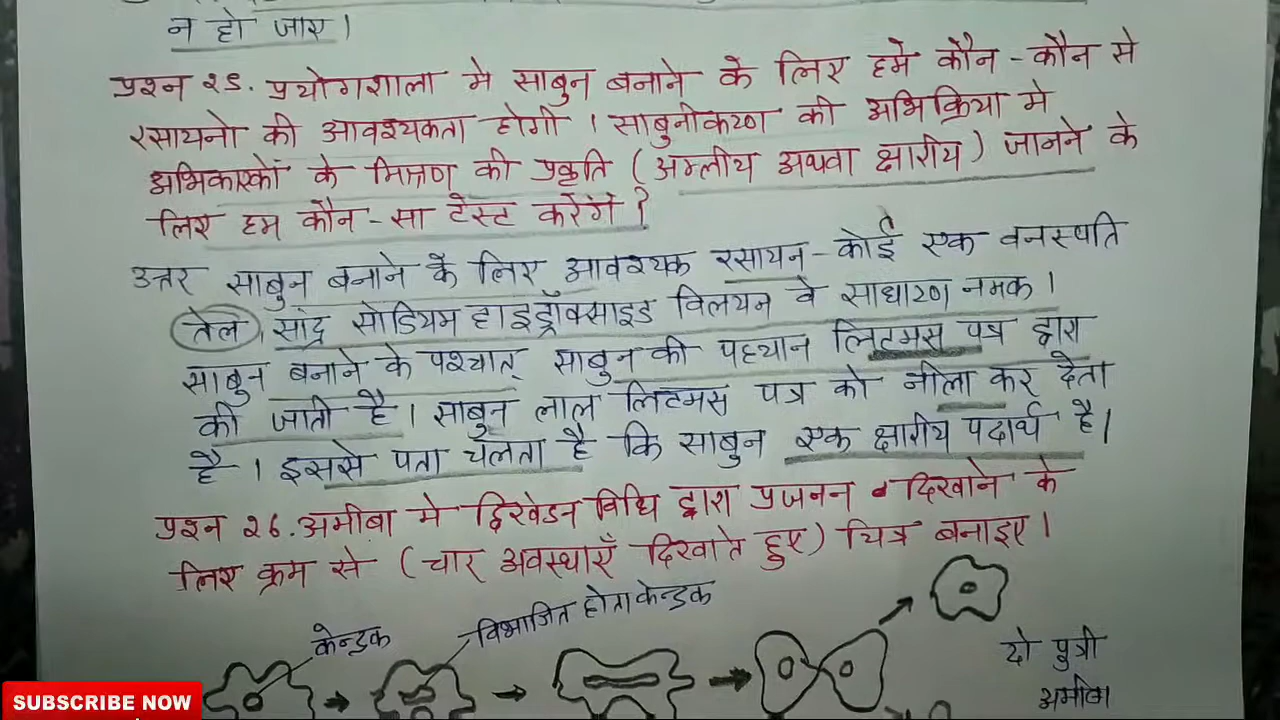 न हो जाए।
प्रश्न २५. प्रयोगशाला मे साबुन बनाने के लिए हमे कौन - कौन से
रसायनो की आवश्यकता होगी । साबुनीकरण की अभिक्रिया मे
अभिकारकों के मिश्रण की प्रकृति ( अम्लीय अथवा क्षारीय ) जानने के
लिए हम कौन - सा टेस्ट करेंगें ?
उत्तर साबुन बनाने के लिए आवश्यक रसायन - कोई एक वनस्पति
तेल, सांद्र सोडियम हाइड्रॉक्साइड विलयन वे साधारण नमक ।
साबुन बनाने के पश्चात् साबुन की पहचान लिटमस पत्र द्वारा
की जाती है। साबुन लाल लिटमस पत्र को नीला कर देता
है । इससे पता चलता है कि साबुन एक क्षारीय पदार्थ है।
प्रश्न २६. अमीबा मे द्विखंडन विधि द्वारा प्रजनन दिखाने के
लिए क्रम से ( चार अवस्थाएँ दिखाते हुए ) चित्र बनाइए ।
केन्द्रक
विभाजित होता केन्द्रक
दो पुत्री
अमीबा
SUBSCRIBE NOW